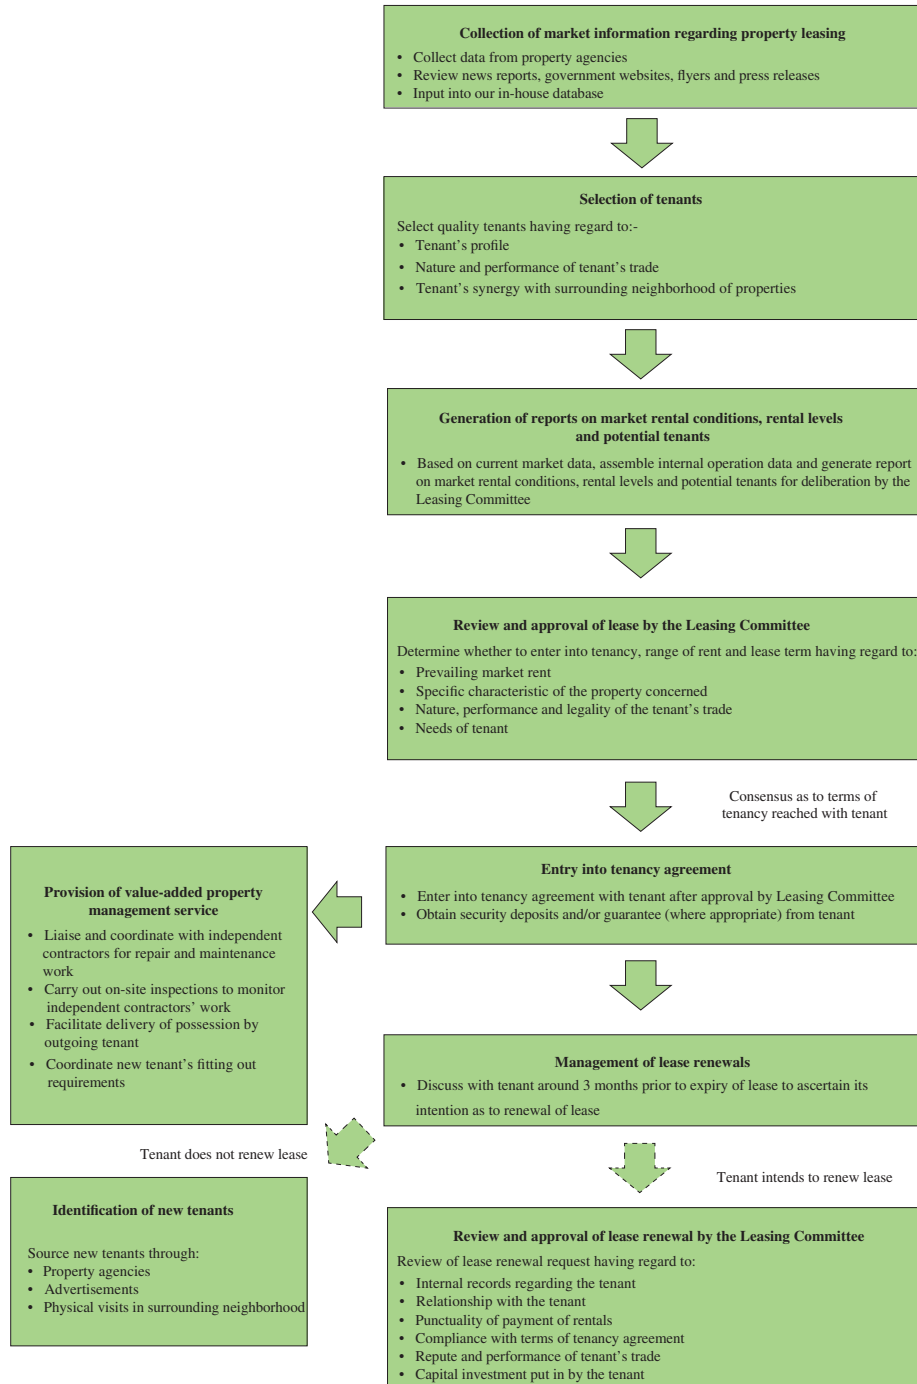 Collection of market information regarding property leasing
• Collect data from property agencies
• Review news reports, government websites, flyers and press releases
• Input into our in-house database
Selection of tenants
Select quality tenants having regard to:-
• Tenant's profile
• Nature and performance of tenant's trade
• Tenant's synergy with surrounding neighborhood of properties
Generation of reports on market rental conditions, rental levels
and potential tenants
• Based on current market data, assemble internal operation data and generate report
on market rental conditions, rental levels and potential tenants for deliberation by the
Leasing Committee
Review and approval of lease by the Leasing Committee
Determine whether to enter into tenancy, range of rent and lease term having regard to:
• Prevailing market rent
• Specific characteristic of the property concerned
• Nature, performance and legality of the tenant's trade
• Needs of tenant
Consensus as to terms of
tenancy reached with tenant
Entry into tenancy agreement
• Enter into tenancy agreement with tenant after approval by Leasing Committee
• Obtain security deposits and/or guarantee (where appropriate) from tenant
Provision of value-added property
management service
• Liaise and coordinate with independent
contractors for repair and maintenance
work
• Carry out on-site inspections to monitor
independent contractors' work
• Facilitate delivery of possession by
outgoing tenant
• Coordinate new tenant's fitting out
requirements
Management of lease renewals
• Discuss with tenant around 3 months prior to expiry of lease to ascertain its
intention as to renewal of lease
Tenant does not renew lease
Tenant intends to renew lease
Identification of new tenants
Source new tenants through:
• Property agencies
• Advertisements
• Physical visits in surrounding neighborhood
Review and approval of lease renewal by the Leasing Committee
Review of lease renewal request having regard to:
• Internal records regarding the tenant
• Relationship with the tenant
• Punctuality of payment of rentals
• Compliance with terms of tenancy agreement
• Repute and performance of tenant's trade
• Capital investment put in by the tenant